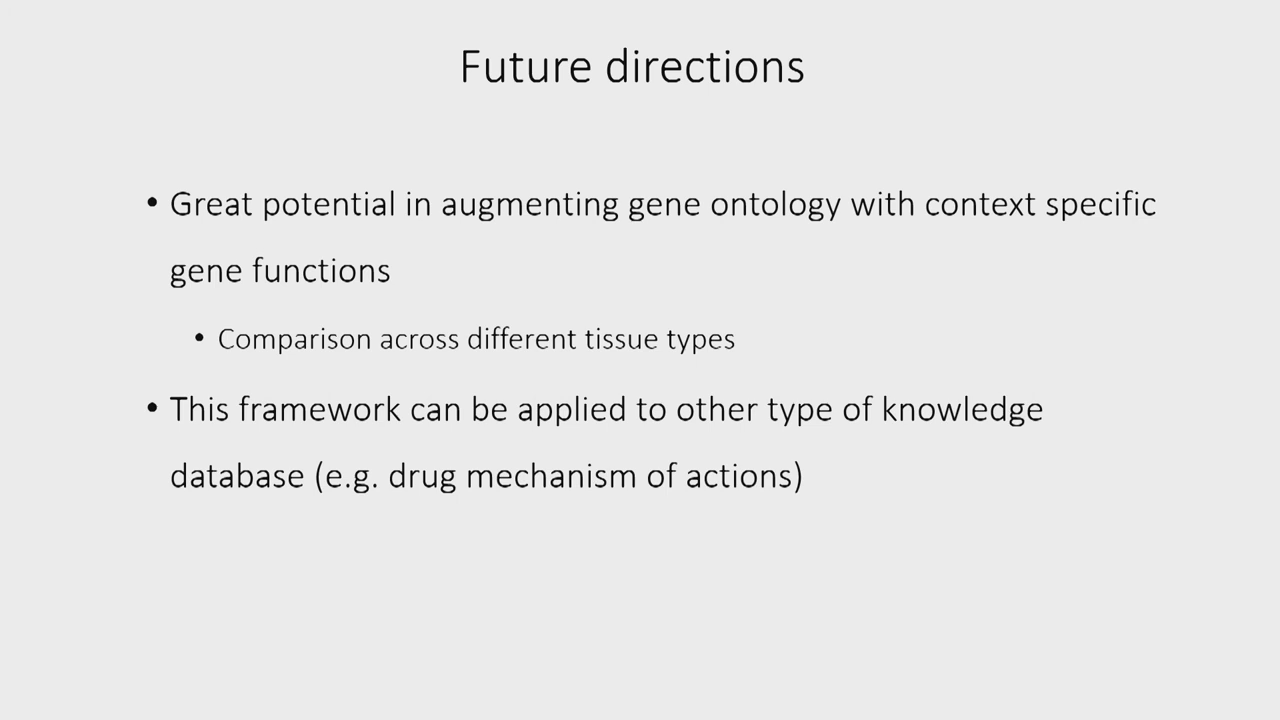 Future directions
• Great potential in augmenting gene ontology with context specific
gene functions
• Comparison across different tissue types
• This framework can be applied to other type of knowledge
database (e.g. drug mechanism of actions)